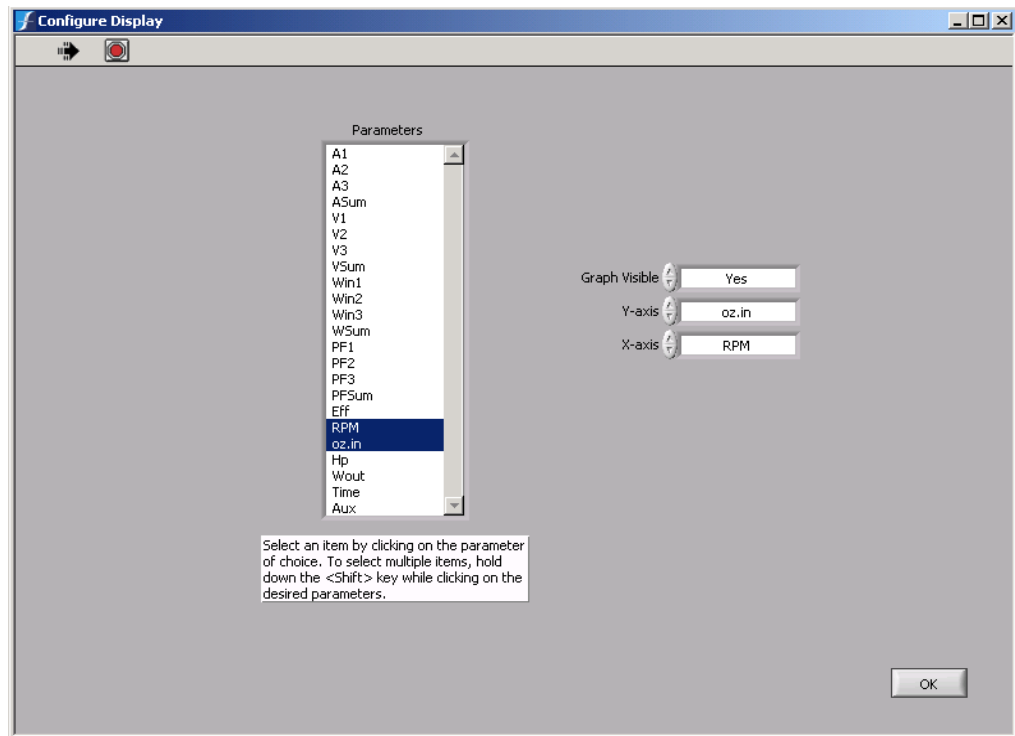 Configure Display
Parameters
A1
A2
A3
ASum
V1
V2
V3
VSum
Win1
Win2
Win3
WSum
PF1
PF2
PF3
PFSum
Eff
RPM
oz.in
Hp
Wout
Time
Aux
Select an item by clicking on the parameter
of choice. To select multiple items, hold
down the <Shift> key while clicking on the
desired parameters.
Graph Visible Yes
Y-axis oz.in
X-axis RPM
OK